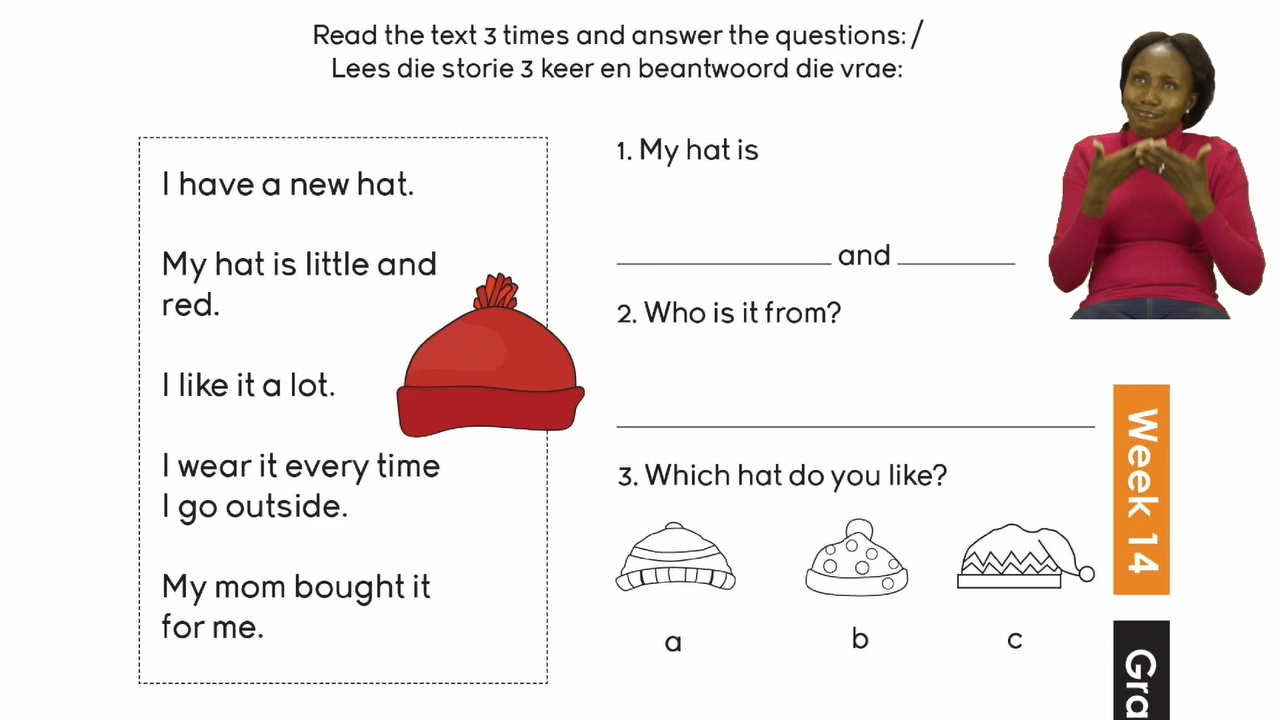 Read the text 3 times and answer the questions:/
Lees die storie 3 keer en beantwoord die vrae:
I have a new hat.
My hat is little and
red.
I like it a lot.
I wear it every time
I go outside.
My mom bought it
for me.
1. My hat is
____________ and _______
2. Who is it from?
3. Which hat do you like?
a
b
c
Week 14
Gra